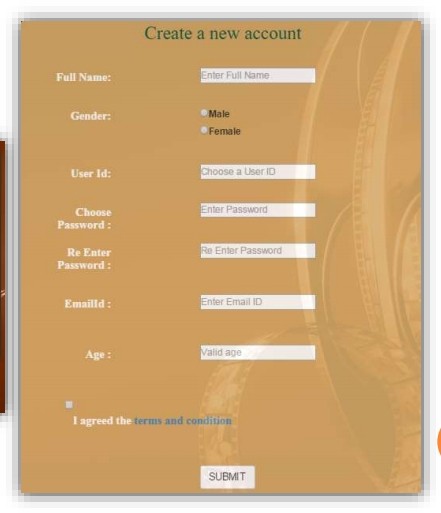 Create a new account
Full Name: Enter Full Name
Gender: Male
Female
User Id: Choose a User ID
Choose Enter Password
Password :
Re Enter Re Enter Password
Password :
EmailId : Enter Email ID
Age : Valid age
I agreed the terms and condition
SUBMIT